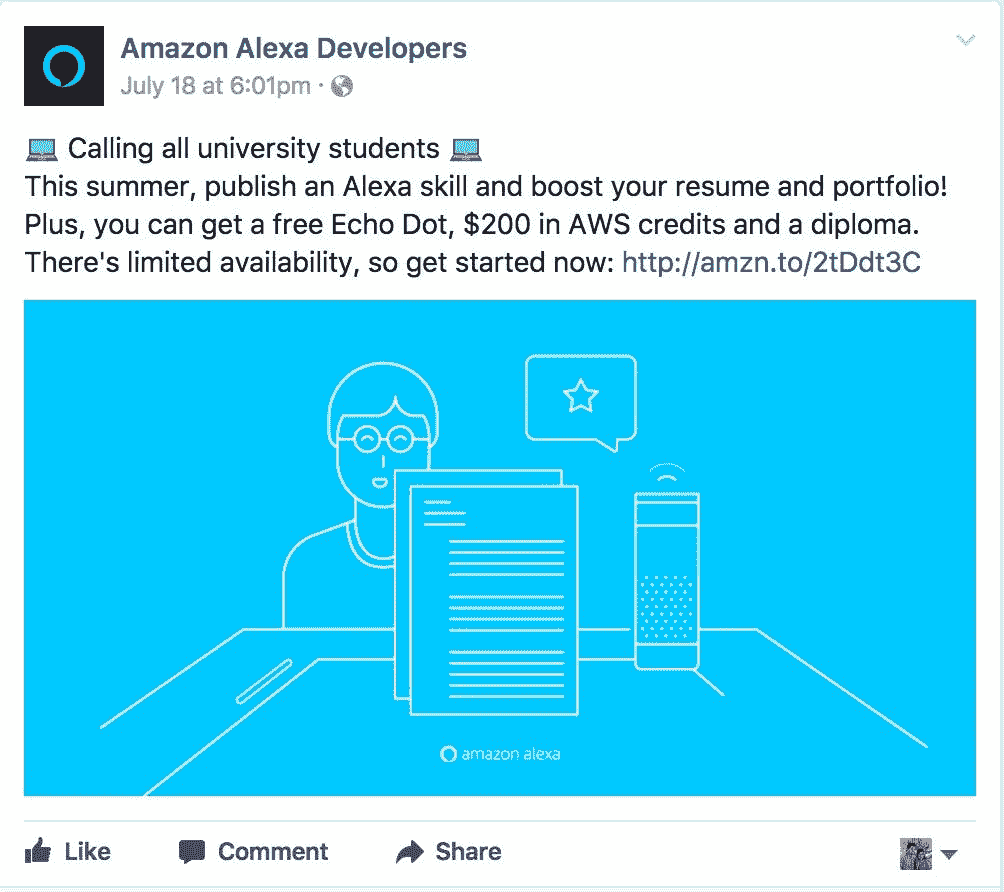 Amazon Alexa Developers
July 18 at 6:01pm ·
Calling all university students
This summer, publish an Alexa skill and boost your resume and portfolio!
Plus, you can get a free Echo Dot, $200 in AWS credits and a diploma.
There's limited availability, so get started now: http://amzn.to/2tDdt3C
amazon alexa
Like Comment Share